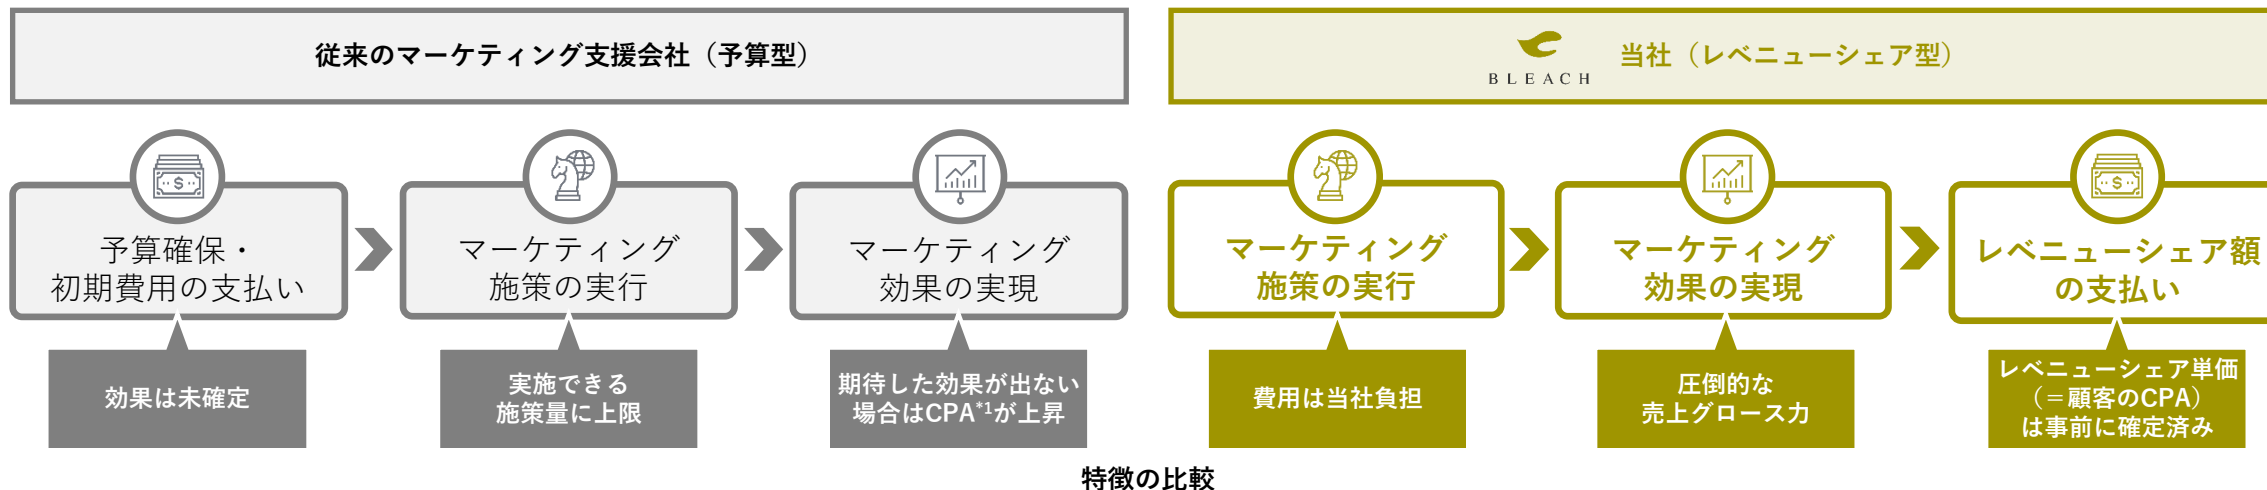 従来のマーケティング支援会社（予算型）
BLEACH
当社（レベニューシェア型）
予算確保・
初期費用の支払い
マーケティング
施策の実行
マーケティング
効果の実現
マーケティング
施策の実行
マーケティング
効果の実現
レベニューシェア額
の支払い
効果は未確定
実施できる
施策量に上限
期待した効果が出ない
場合はCPA*1が上昇
費用は当社負担
圧倒的な
売上グロース力
レベニューシェア単価
（＝顧客のCPA）
は事前に確定済み
特徴の比較